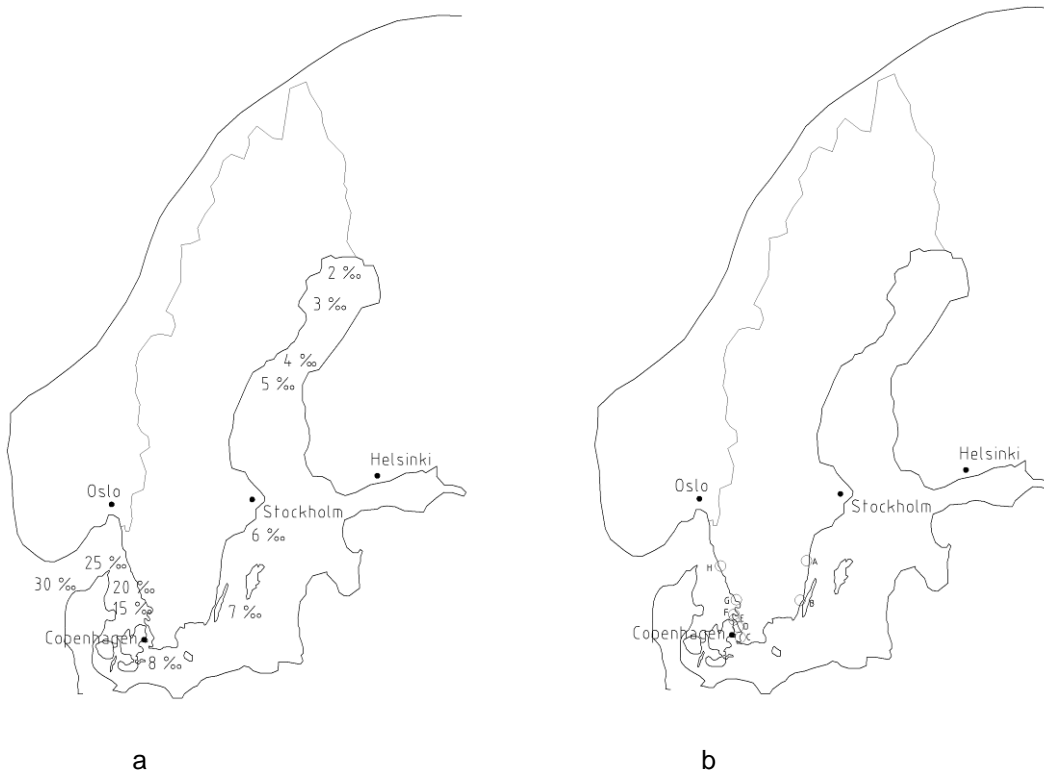 2 ‰
3 ‰
4 ‰
5 ‰
Helsinki
Oslo
Stockholm
6 ‰
25 ‰
30 ‰
20 ‰
15 ‰
7 ‰
Copenhagen
8 ‰
a
Helsinki
Oslo
Stockholm
A
H
B
G
F
E
D
Copenhagen
C
b